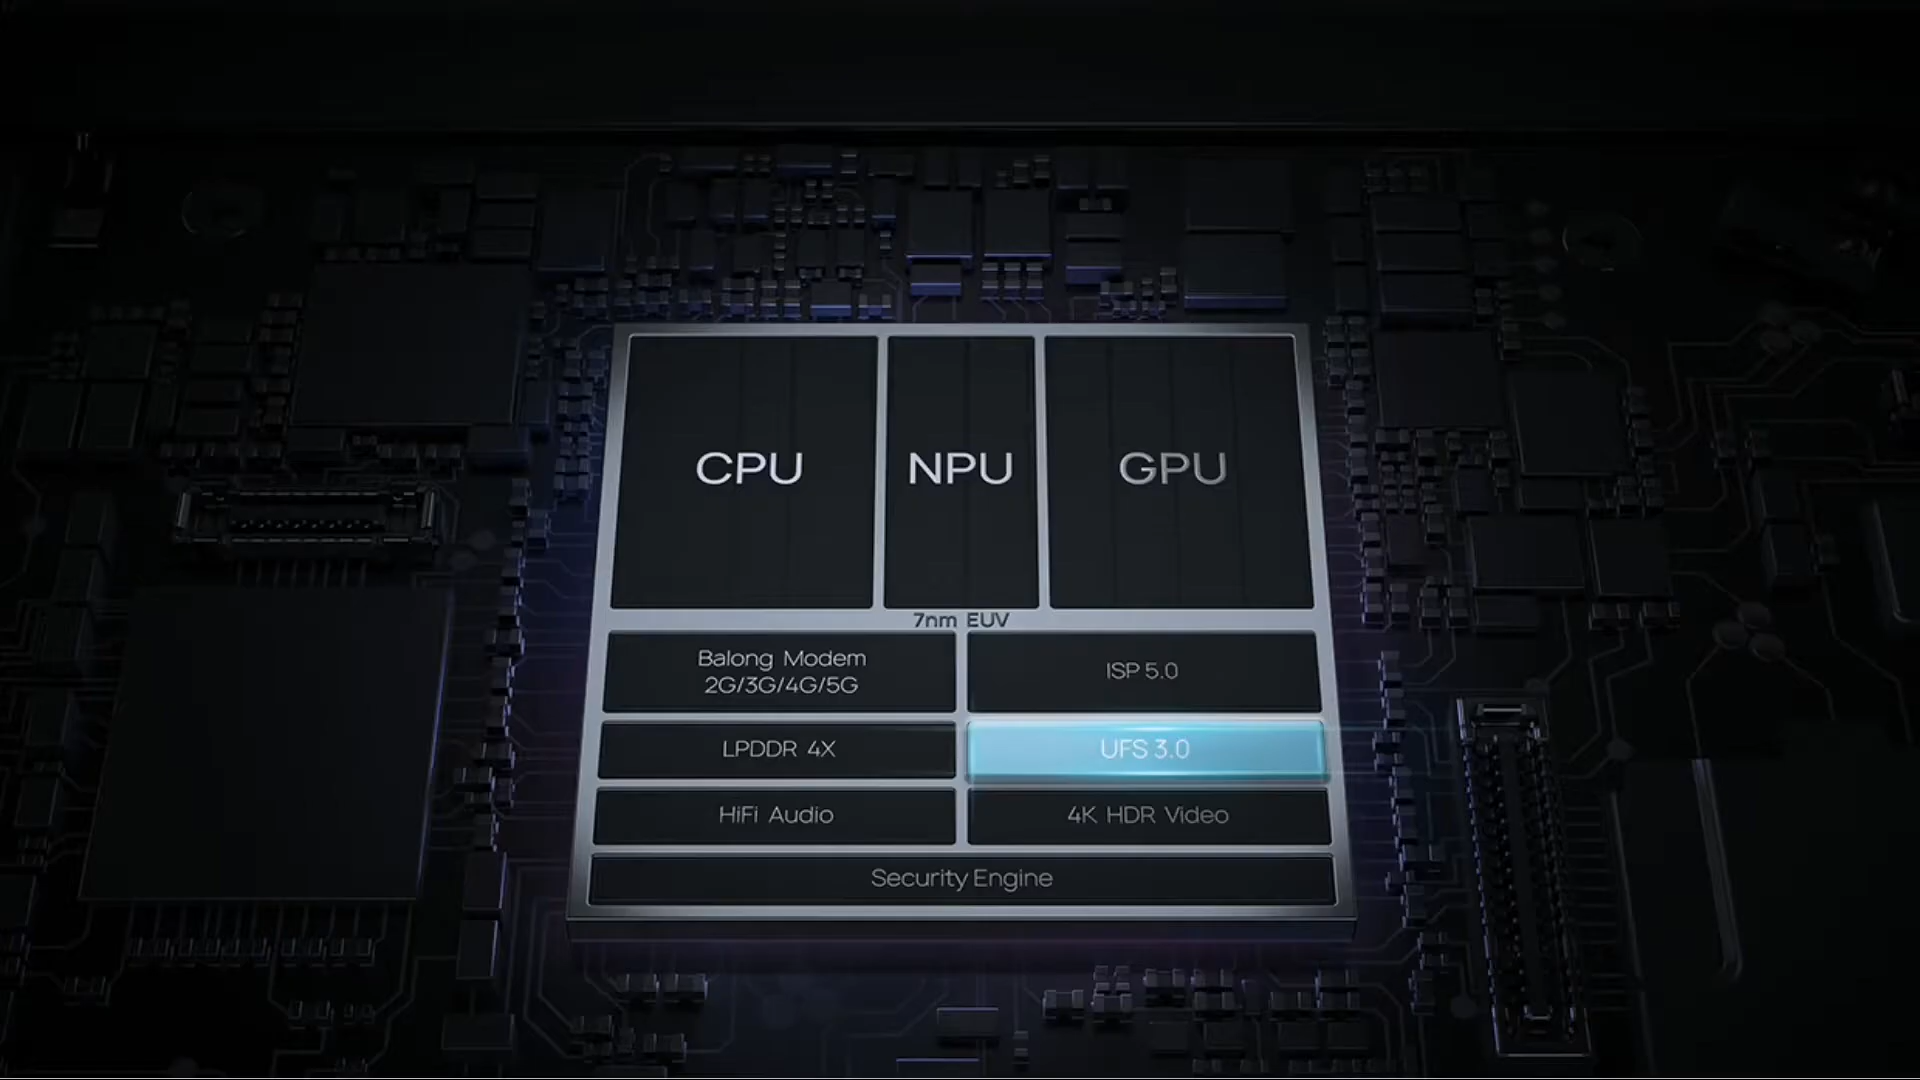 CPU
NPU
GPU
7nm EUV
Balong Modem
2G/3G/4G/5G
ISP 5.0
LPDDR 4X
UFS 3.0
HiFi Audio
4K HDR Video
Security Engine